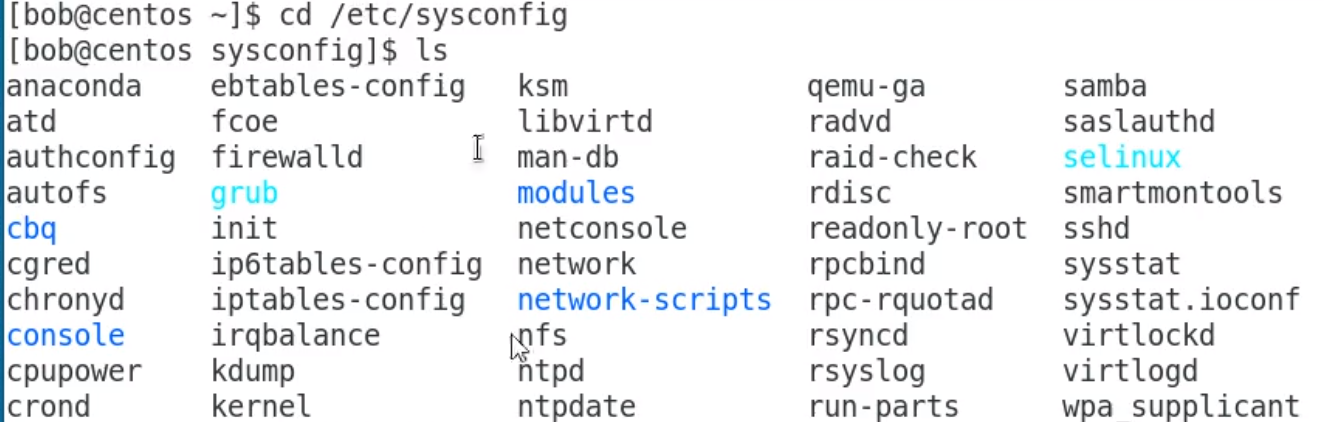 [bob@centos ~]$ cd /etc/sysconfig
[bob@centos sysconfig]$ ls
anaconda ebtables-config ksm qemu-ga samba
atd fcoe libvirtd radvd saslauthd
authconfig firewalld man-db raid-check selinux
autofs grub modules rdisc smartmontools
cbq init netconsole readonly-root sshd
cgred ip6tables-config network rpcbind sysstat
chronyd iptables-config network-scripts rpc-rquotad sysstat.ioconf
console irqbalance nfs rsyncd virtlockd
cpupower kdump ntpd rsyslog virtlogd
crond kernel ntpdate run-parts wpa_supplicant